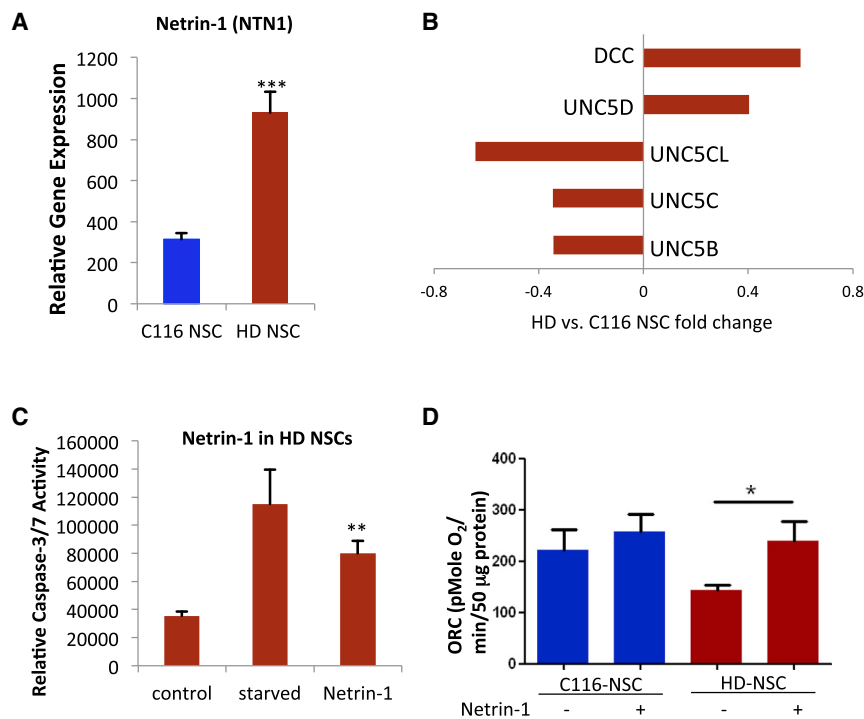 A
Netrin-1 (NTN1)
Relative Gene Expression
1200
1000
800
600
400
200
0
***
C116 NSC HD NSC
B
DCC
UNC5D
UNC5CL
UNC5C
UNC5B
-0.8 -0.4 0 0.4 0.8
HD vs. C116 NSC fold change
C
Netrin-1 in HD NSCs
Relative Caspase-3/7 Activity
160000
140000
120000
100000
80000
60000
40000
20000
0
**
control starved Netrin-1
D
ORC (pMole O2/
min/50 μg protein)
400
300
200
100
0
*
C116-NSC HD-NSC
Netrin-1 - + - +